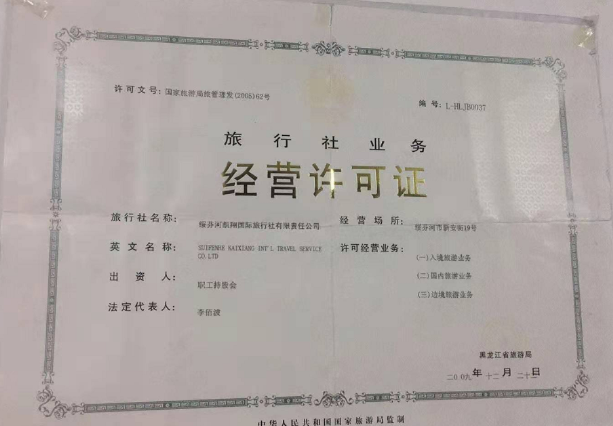 许可文号：国家旅游局旅管理发(2008)62号
编号：L-HLJB0037
旅行社业务
经营许可证
旅行社名称：
绥芬河凯翔国际旅行社有限责任公司
英文名称：
SUIFENHE KAIXIANG INT'L TRAVEL SERVICE
CO.LTD
出资人：
职工持股会
法定代表人：
经营场所：
绥芬河市新安街19号
许可经营业务：
(一)入境旅游业务
(二)国内旅游业务
(三)边境旅游业务
黑龙江省旅游局
二00九年十二月二十二日
中华人民共和国国家旅游局监制